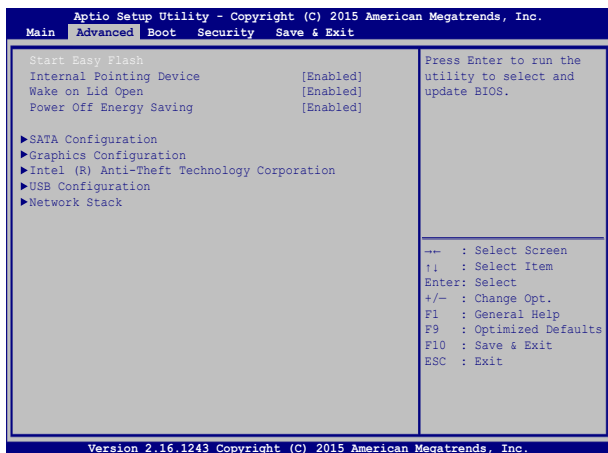 Aptio Setup Utility - Copyright (C) 2015 American Megatrends, Inc.
Main Advanced Boot Security Save & Exit
Start Easy Flash
Internal Pointing Device [Enabled]
Wake on Lid Open [Enabled]
Power Off Energy Saving [Enabled]
▶SATA Configuration
▶Graphics Configuration
▶Intel (R) Anti-Theft Technology Corporation
▶USB Configuration
▶Network Stack
Press Enter to run the
utility to select and
update BIOS.
→← : Select Screen
↑↓ : Select Item
Enter: Select
+/— : Change Opt.
F1 : General Help
F9 : Optimized Defaults
F10 : Save & Exit
ESC : Exit
Version 2.16.1243 Copyright (C) 2015 American Megatrends, Inc.